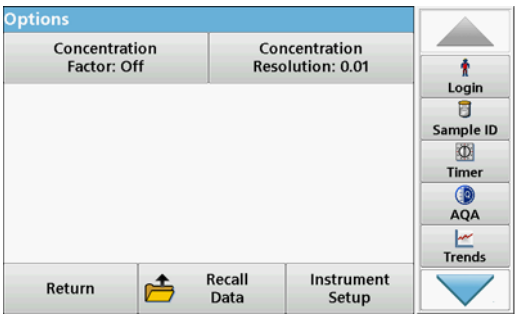 Options
Concentration
Factor: Off
Concentration
Resolution: 0.01
Login
Sample ID
Timer
AQA
Trends
Return
Recall
Data
Instrument
Setup